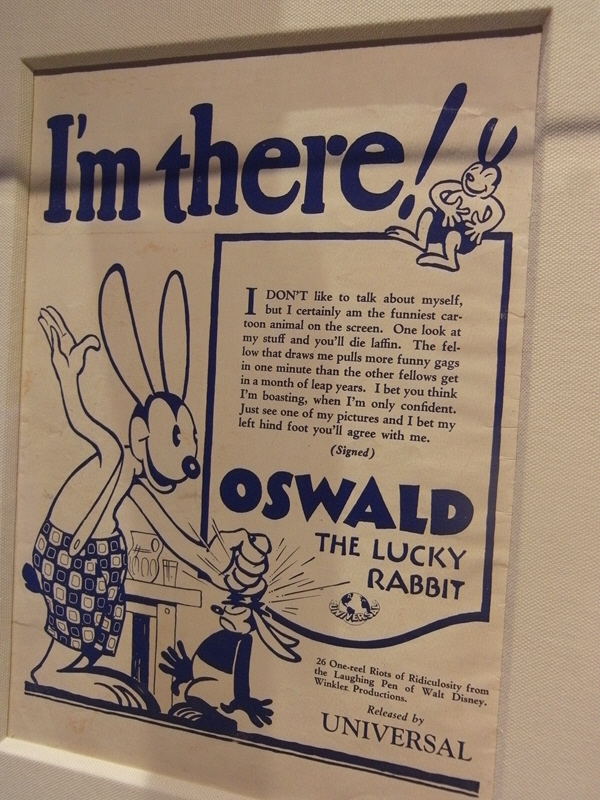 I'm there!
I DON'T like to talk about myself,
but I certainly am the funniest car-
toon animal on the screen. One look at
my stuff and you'll die laffin. The fel-
low that draws me pulls more funny gags
in one minute than the other fellows get
in a month of leap years. I bet you think
I'm boasting, when I'm only confident.
Just see one of my pictures and I bet my
left hind foot you'll agree with me.
(Signed)
OSWALD
THE LUCKY
RABBIT
UNIVERSAL
26 One-reel Riots of Ridiculosity from
the Laughing Pen of Walt Disney.
Winkler Productions.
Released by
UNIVERSAL